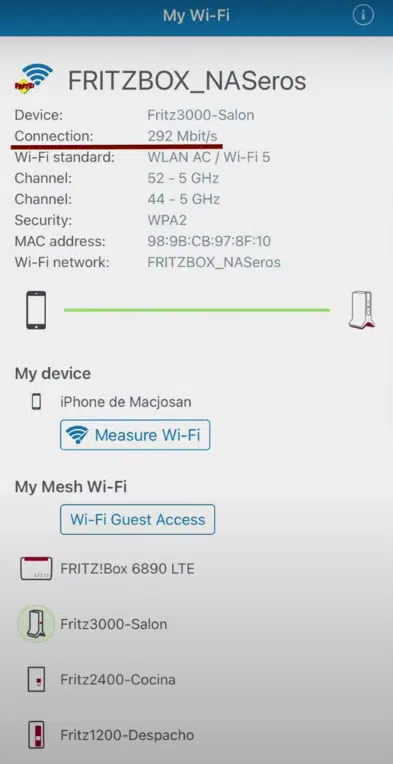 My Wi-Fi
FRITZ!
FRITZBOX_NASeros
Device: Fritz3000-Salon
Connection: 292 Mbit/s
Wi-Fi standard: WLAN AC / Wi-Fi 5
Channel: 52 - 5 GHz
Channel: 44 - 5 GHz
Security: WPA2
MAC address: 98:9B:CB:97:8F:10
Wi-Fi network: FRITZBOX_NASeros
My device
iPhone de Macjosan
Measure Wi-Fi
My Mesh Wi-Fi
Wi-Fi Guest Access
FRITZ!Box 6890 LTE
Fritz3000-Salon
Fritz2400-Cocina
Fritz1200-Despacho